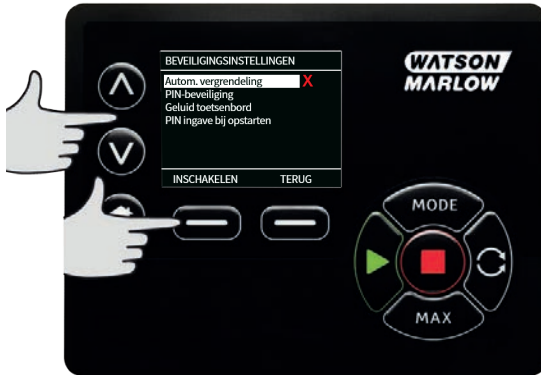 BEVEILIGINGSINSTELLINGEN
Autom. vergrendeling X
PIN-beveiliging
Geluid toetsenbord
PIN ingave bij opstarten
INSCHAKELEN TERUG
WATSON
MARLOW
MODE
MAX